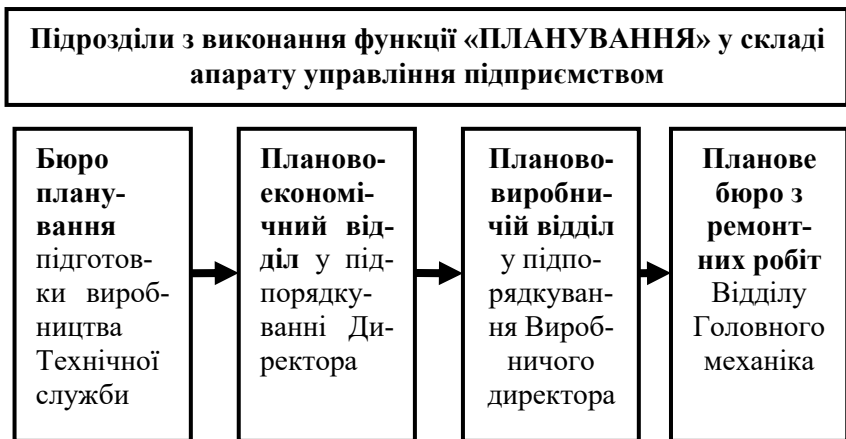 Підрозділи з виконання функції «ПЛАНУВАННЯ» у складі
апарату управління підприємством
Бюро
плану-
вання
підготов-
ки вироб-
ництва
Технічної
служби
Планово-
економі-
чний від-
діл у під-
порядку-
ванні Ди-
ректора
Планово-
виробни-
чій відділ
у підпо-
рядкуван-
ня Вироб-
ничого
директора
Планове
бюро з
ремонт-
них робіт
Відділу
Головного
механіка